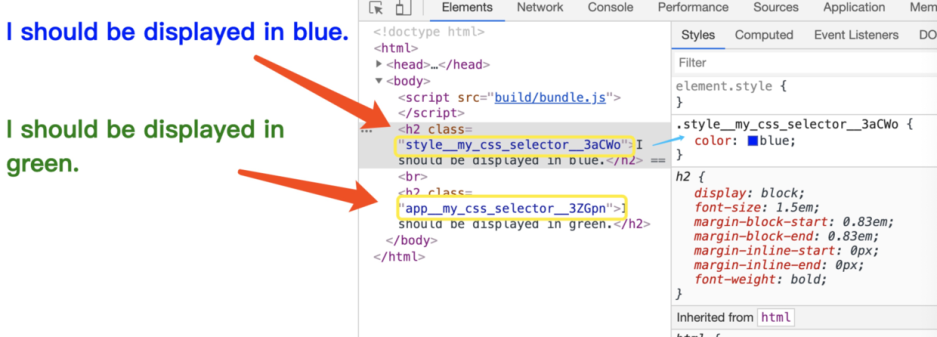 I should be displayed in blue.
I should be displayed in
green.
Elements Network Console Performance Sources Application Mem
<!doctype html>
<html>
<head>…</head>
<body>
<script src="build/bundle.js">
</script>
<h2 class=
"style__my_css_selector__3aCWo">I
should be displayed in blue.</h2> ==
<br>
<h2 class=
"app__my_css_selector__3ZGpn">I
should be displayed in green.</h2>
</body>
</html>
Styles Computed Event Listeners DO
Filter
element.style {
}
.style__my_css_selector__3aCWo {
color: blue;
}
h2 {
display: block;
font-size: 1.5em;
margin-block-start: 0.83em;
margin-block-end: 0.83em;
margin-inline-start: 0px;
margin-inline-end: 0px;
font-weight: bold;
}
Inherited from html